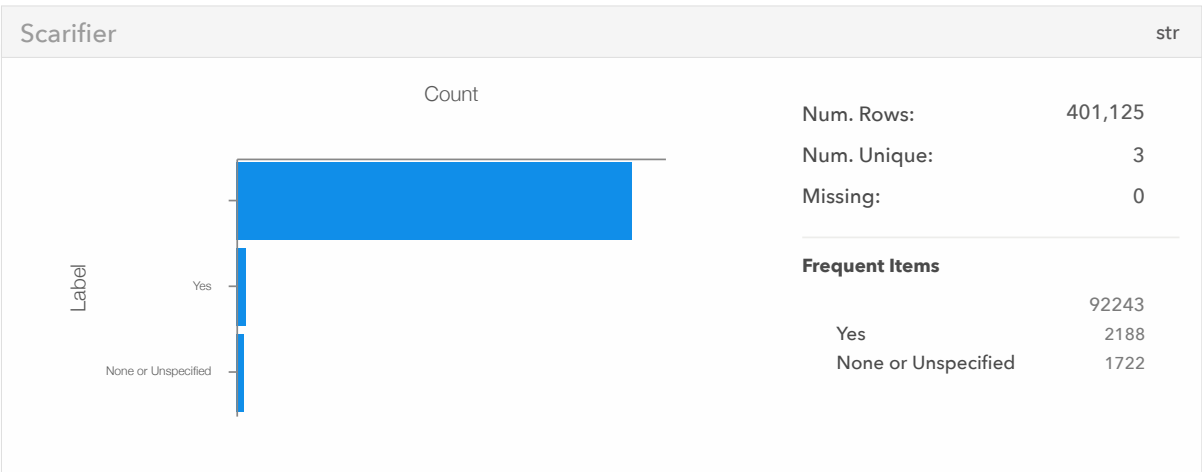 Scarifier str
Count
Label
Yes
None or Unspecified
Num. Rows: 401,125
Num. Unique: 3
Missing: 0
Frequent Items
92243
Yes 2188
None or Unspecified 1722